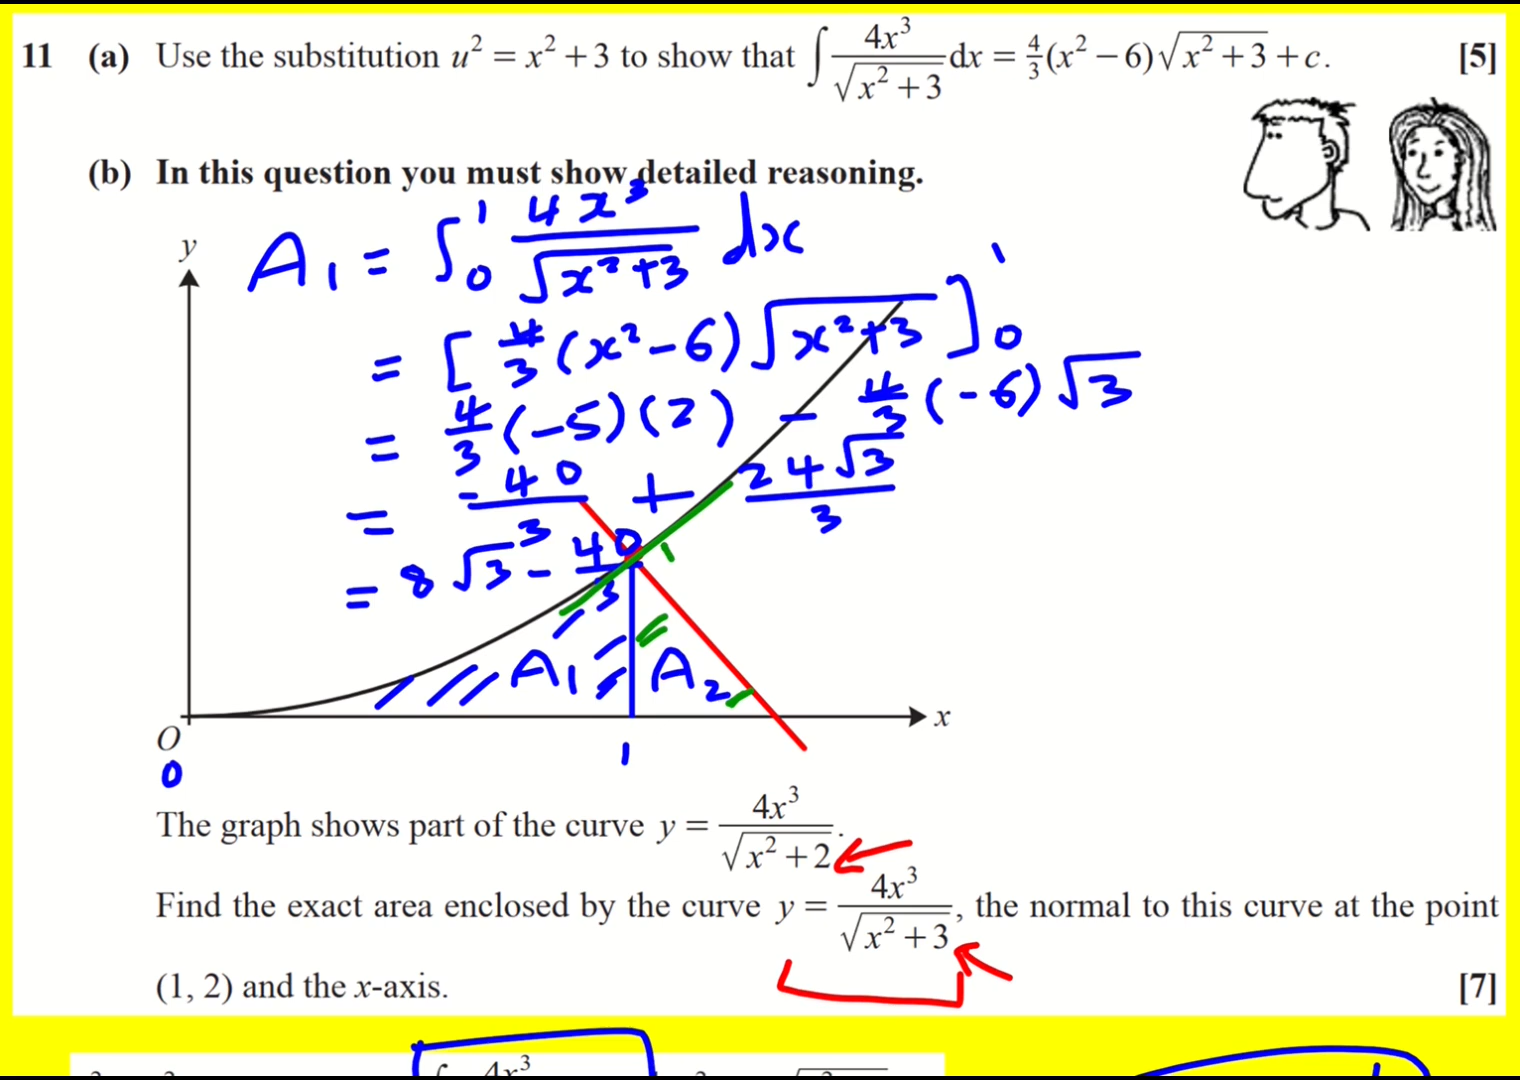 11 (a) Use the substitution u² = x² + 3 to show that ∫ 4x³/√(x² + 3) dx = 4/3(x² − 6)√(x² + 3) + c. [5]
(b) In this question you must show detailed reasoning.
A₁ = ∫₀¹ 4x³/√(x²+3) dx
y
= [4/3(x²−6)√(x²+3)]₀¹
= 4/3(−5)(2) − 4/3(−6)√3
= −40/3 + 24√3/3
= 8√3 − 40/3
A₁ A₂
O x
0 1
The graph shows part of the curve y = 4x³/√(x² + 2).
Find the exact area enclosed by the curve y = 4x³/√(x² + 3), the normal to this curve at the point
(1, 2) and the x-axis. [7]
4x³